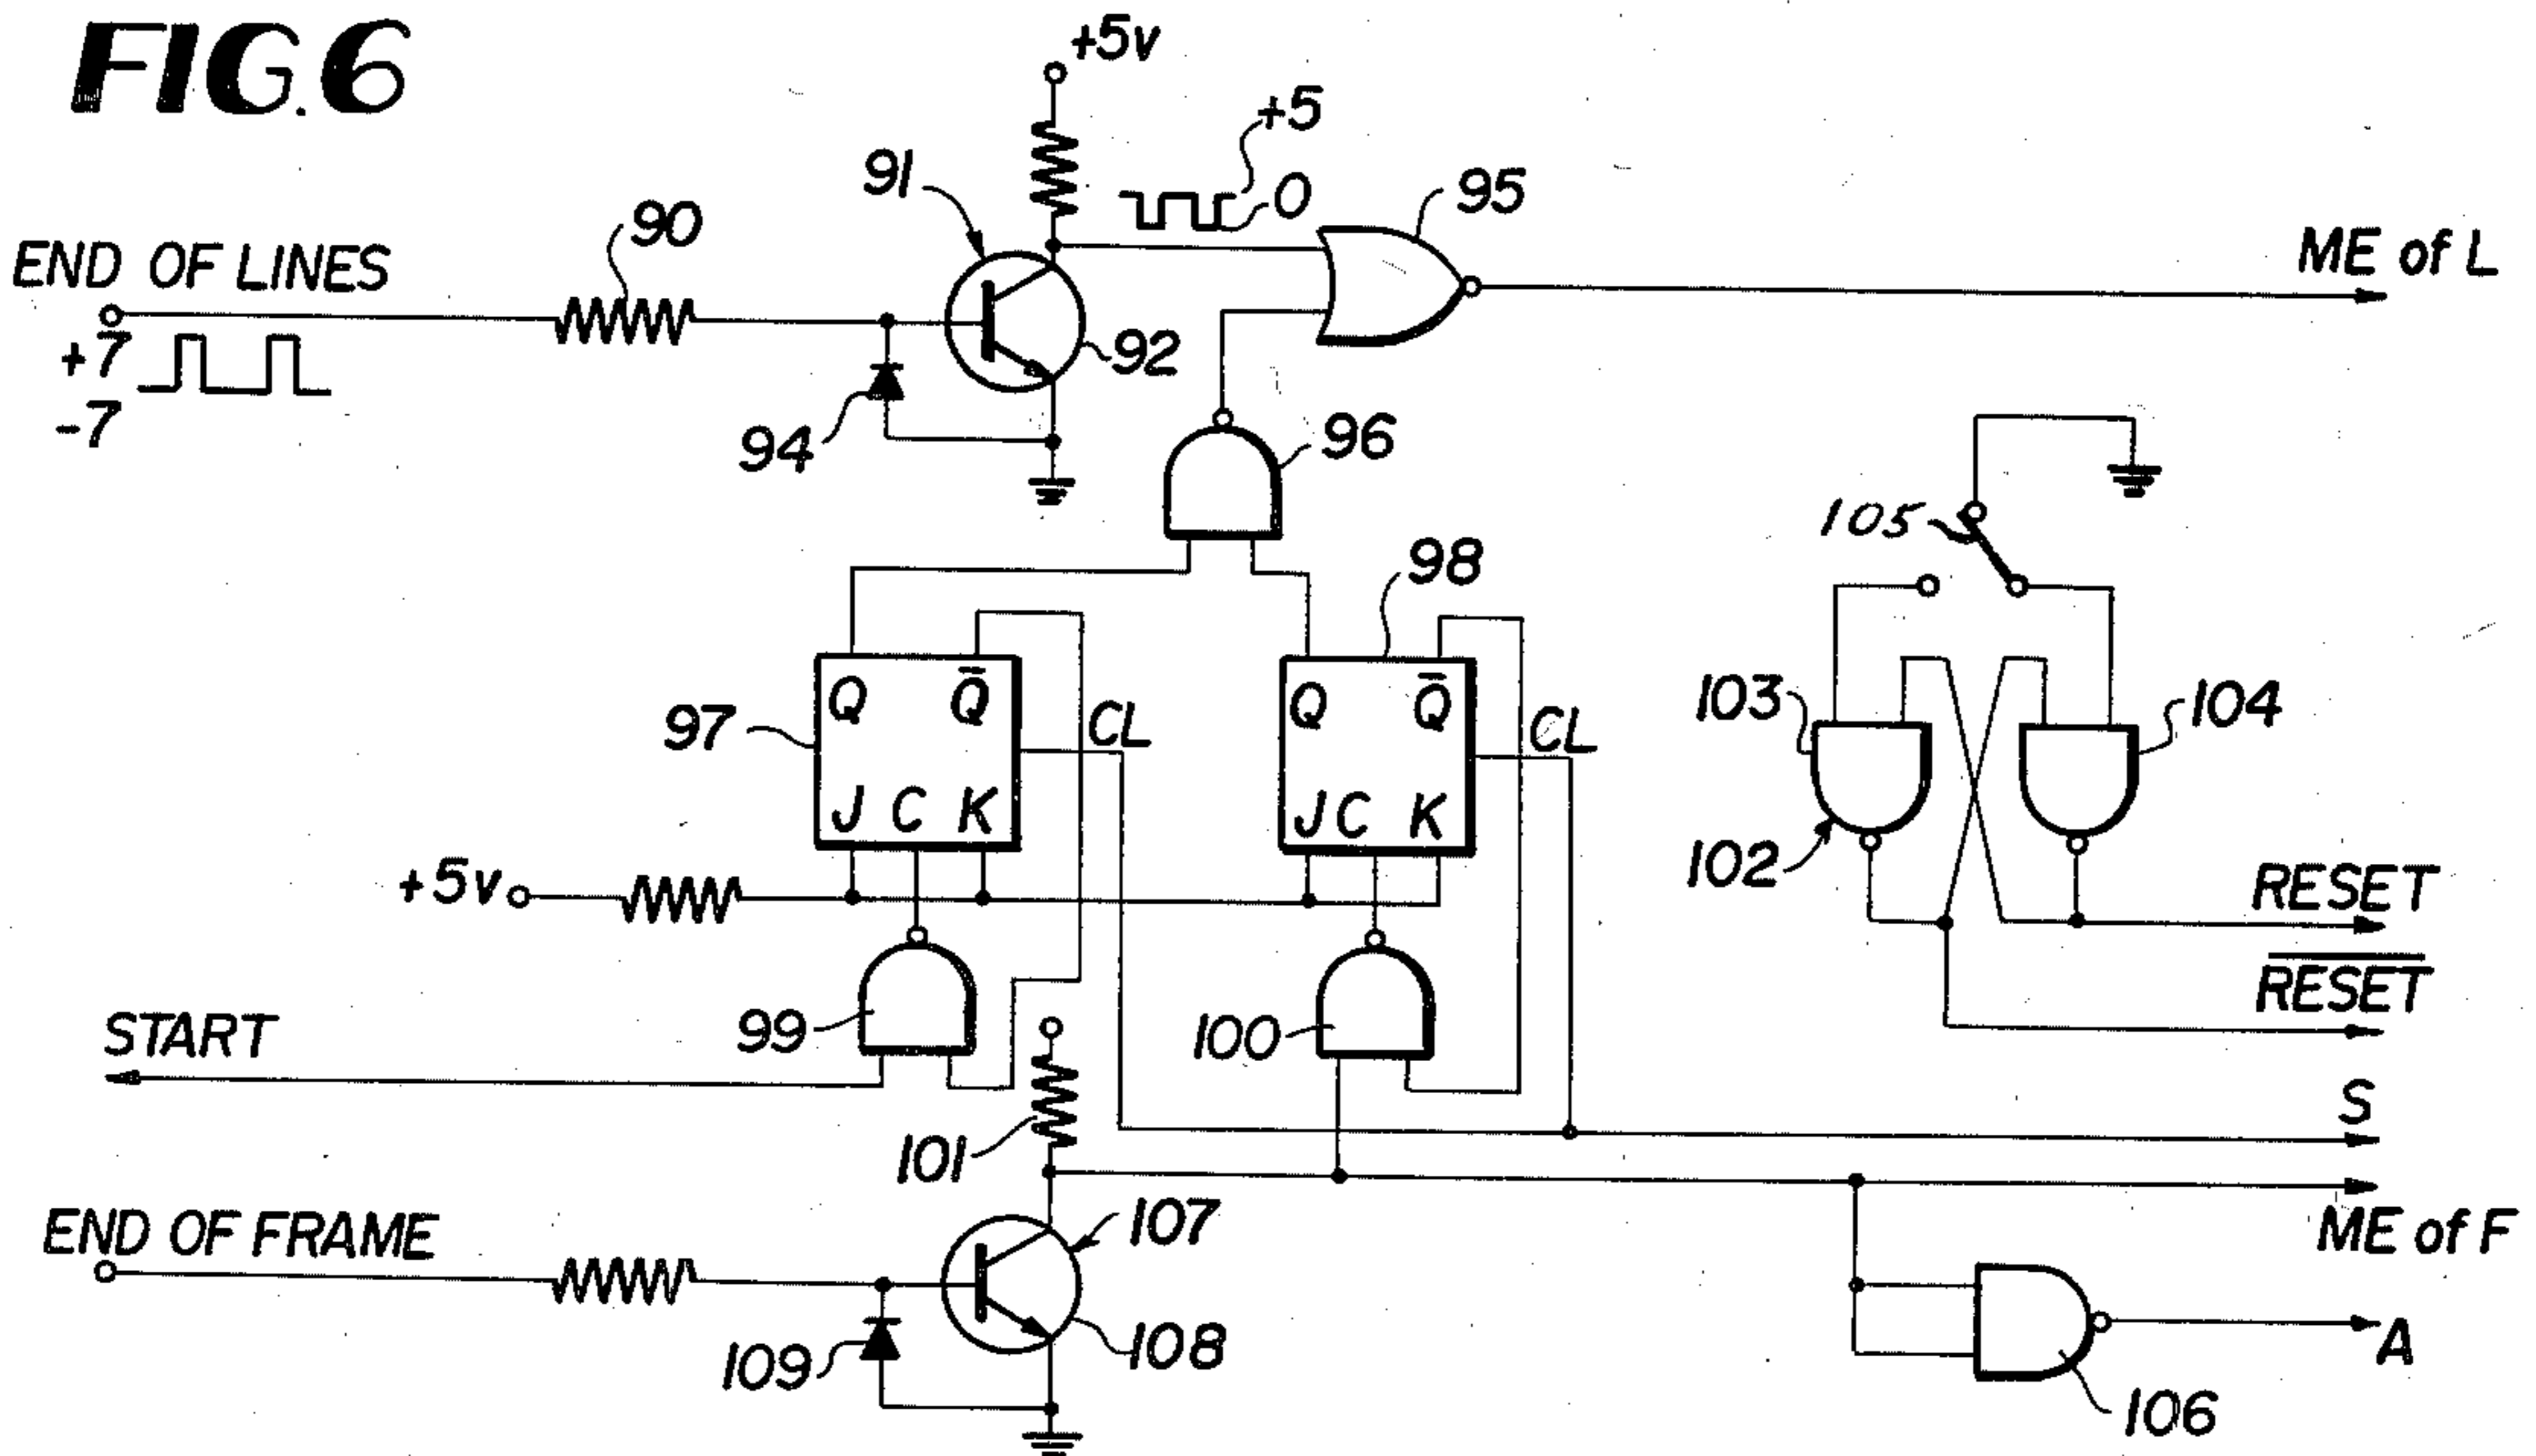 FIG.6
+5v
+5
0
91
90
95
END OF LINES
ME of L
+7
-7
92
94
96
105
98
Q Q̅
97
CL
J C K
Q Q̅
CL
J C K
103
104
102
+5v
RESET
R̅E̅S̅E̅T̅
START
99
100
101
S
END OF FRAME
107
ME of F
109
108
A
106